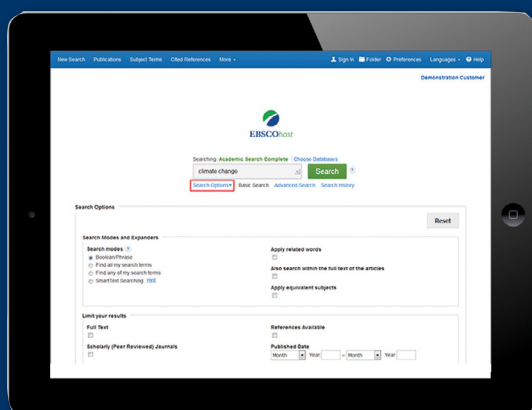 New Search Publications Subject Terms Cited References More
Sign In Folder Preferences Languages Help
Demonstration Customer
EBSCOhost
Searching: Academic Search Complete Choose Databases
climate change Search ?
Search Options Basic Search Advanced Search Search History
Search Options
Reset
Search Modes and Expanders
Search modes ?
Boolean/Phrase
Find all my search terms
Find any of my search terms
SmartText Searching Hint
Apply related words
Also search within the full text of the articles
Apply equivalent subjects
Limit your results
Full Text
References Available
Scholarly (Peer Reviewed) Journals
Published Date
Month Year – Month Year